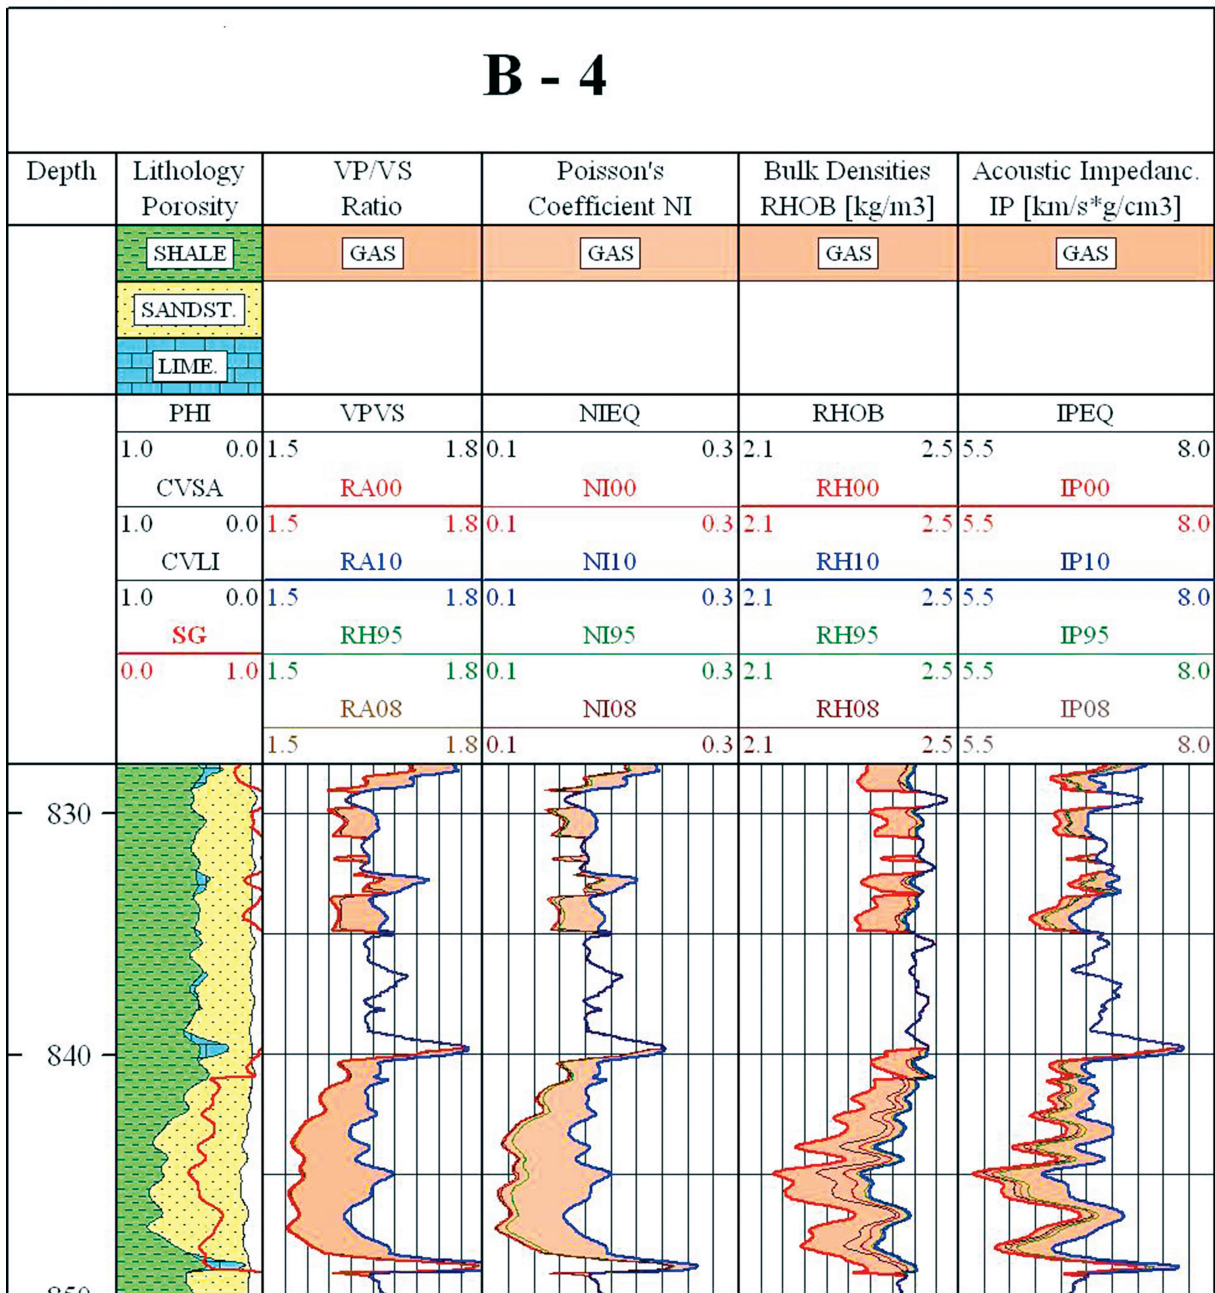 B - 4
Depth Lithology Porosity VP/VS Ratio Poisson's Coefficient NI Bulk Densities RHOB [kg/m3] Acoustic Impedanc. IP [km/s*g/cm3]
SHALE GAS GAS GAS GAS
SANDST.
LIME.
PHI VPVS NIEQ RHOB IPEQ
1.0 0.0 1.5 1.8 0.1 0.3 2.1 2.5 5.5 8.0
CVSA RA00 NI00 RH00 IP00
1.0 0.0 1.5 1.8 0.1 0.3 2.1 2.5 5.5 8.0
CVLI RA10 NI10 RH10 IP10
1.0 0.0 1.5 1.8 0.1 0.3 2.1 2.5 5.5 8.0
SG RH95 NI95 RH95 IP95
0.0 1.0 1.5 1.8 0.1 0.3 2.1 2.5 5.5 8.0
RA08 NI08 RH08 IP08
1.5 1.8 0.1 0.3 2.1 2.5 5.5 8.0
830
840